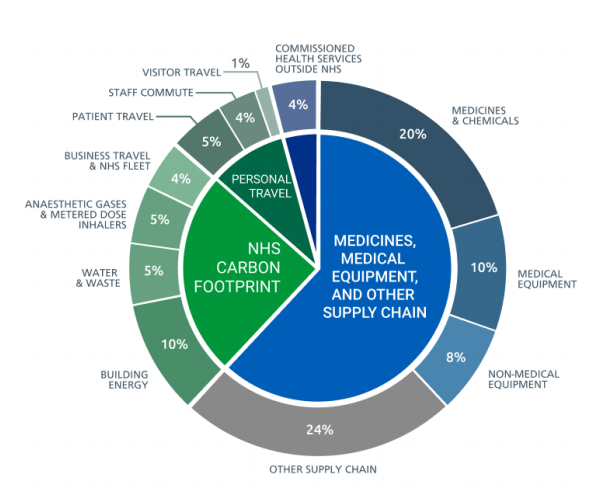 COMMISSIONED
HEALTH SERVICES
OUTSIDE NHS
4%
MEDICINES
& CHEMICALS
20%
10%
MEDICAL
EQUIPMENT
8%
NON-MEDICAL
EQUIPMENT
24%
OTHER SUPPLY CHAIN
BUILDING
ENERGY
10%
WATER
& WASTE
5%
ANAESTHETIC GASES
& METERED DOSE
INHALERS
5%
BUSINESS TRAVEL
& NHS FLEET
4%
PATIENT TRAVEL
5%
STAFF COMMUTE
4%
VISITOR TRAVEL
1%
PERSONAL
TRAVEL
NHS
CARBON
FOOTPRINT
MEDICINES,
MEDICAL
EQUIPMENT,
AND OTHER
SUPPLY CHAIN